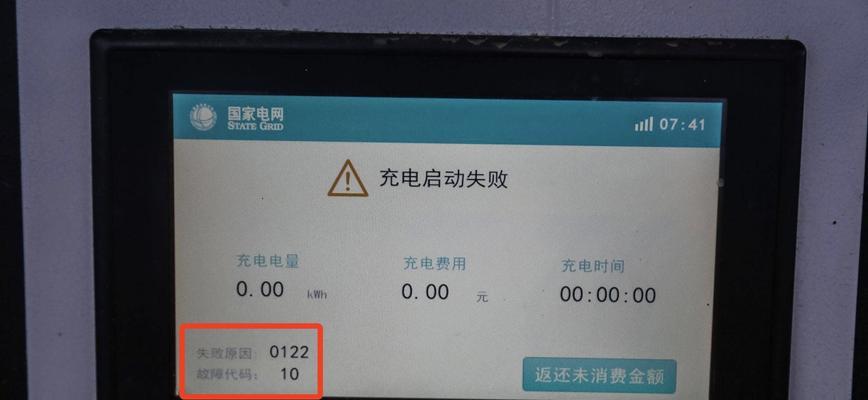 国家电网
STATE GRID
07:41
充电启动失败
充电电量
充电费用
充电时间
0.00 kWh
0.00 元
00:00:00
失败原因: 0122
故障代码: 10
返还未消费金额